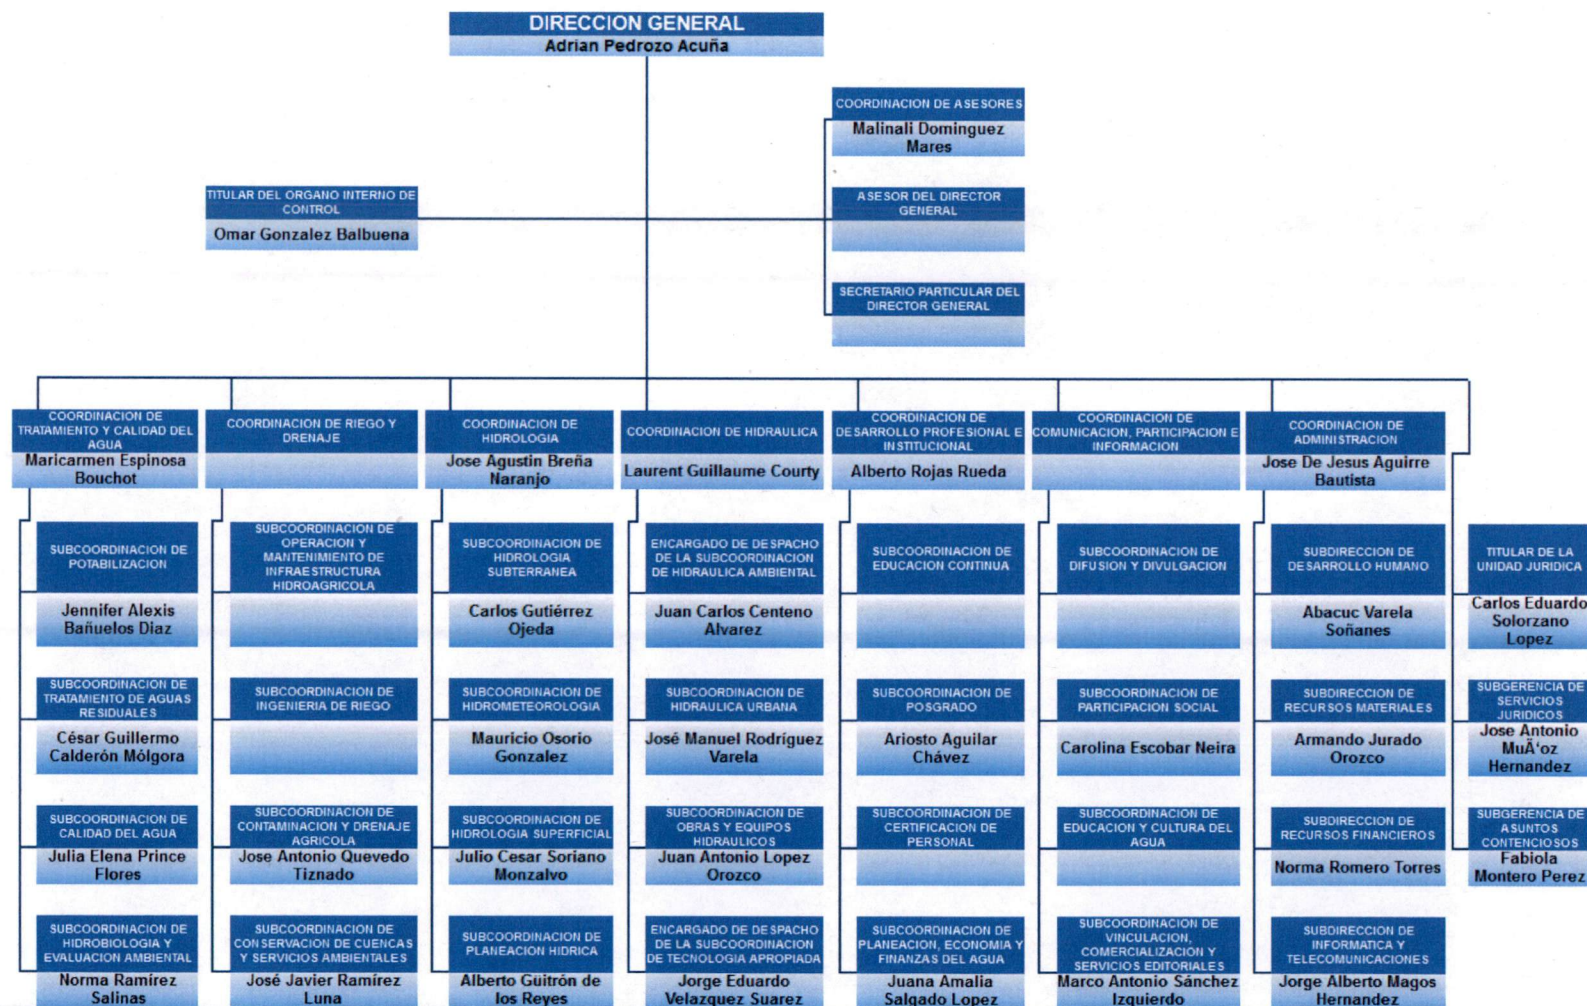 DIRECCION GENERAL
Adrian Pedrozo Acuña
COORDINACION DE ASESORES
Malinali Dominguez
Mares
TITULAR DEL ORGANO INTERNO DE
CONTROL
Omar Gonzalez Balbuena
ASESOR DEL DIRECTOR
GENERAL
SECRETARIO PARTICULAR DEL
DIRECTOR GENERAL
COORDINACION DE
TRATAMIENTO Y CALIDAD DEL
AGUA
Maricarmen Espinosa
Bouchot
COORDINACION DE RIEGO Y
DRENAJE
COORDINACION DE
HIDROLOGIA
Jose Agustin Breña
Naranjo
COORDINACION DE HIDRAULICA
Laurent Guillaume Courty
COORDINACION DE
DESARROLLO PROFESIONAL E
INSTITUCIONAL
Alberto Rojas Rueda
COORDINACION DE
COMUNICACION, PARTICIPACION E
INFORMACION
COORDINACION DE
ADMINISTRACION
Jose De Jesus Aguirre
Bautista
SUBCOORDINACION DE
POTABILIZACION
Jennifer Alexis
Bañuelos Diaz
SUBCOORDINACION DE
OPERACION Y
MANTENIMIENTO DE
INFRAESTRUCTURA
HIDROAGRICOLA
SUBCOORDINACION DE
HIDROLOGIA
SUBTERRANEA
Carlos Gutiérrez
Ojeda
ENCARGADO DE DESPACHO
DE LA SUBCOORDINACION
DE HIDRAULICA AMBIENTAL
Juan Carlos Centeno
Alvarez
SUBCOORDINACION DE
EDUCACION CONTINUA
SUBCOORDINACION DE
DIFUSION Y DIVULGACION
SUBDIRECCION DE
DESARROLLO HUMANO
Abacuc Varela
Soñanes
TITULAR DE LA
UNIDAD JURIDICA
Carlos Eduardo
Solorzano
Lopez
SUBCOORDINACION DE
TRATAMIENTO DE AGUAS
RESIDUALES
César Guillermo
Calderón Mólgora
SUBCOORDINACION DE
INGENIERIA DE RIEGO
SUBCOORDINACION DE
HIDROMETEOROLOGIA
Mauricio Osorio
Gonzalez
SUBCOORDINACION DE
HIDRAULICA URBANA
José Manuel Rodríguez
Varela
SUBCOORDINACION DE
POSGRADO
Ariosto Aguilar
Chávez
SUBCOORDINACION DE
PARTICIPACION SOCIAL
Carolina Escobar Neira
SUBDIRECCION DE
RECURSOS MATERIALES
Armando Jurado
Orozco
SUBGERENCIA DE
SERVICIOS
JURIDICOS
Jose Antonio
MuÄ‘oz
Hernandez
SUBCOORDINACION DE
CALIDAD DEL AGUA
Julia Elena Prince
Flores
SUBCOORDINACION DE
CONTAMINACION Y DRENAJE
AGRICOLA
Jose Antonio Quevedo
Tiznado
SUBCOORDINACION DE
HIDROLOGIA SUPERFICIAL
Julio Cesar Soriano
Monzalvo
SUBCOORDINACION DE
OBRAS Y EQUIPOS
HIDRAULICOS
Juan Antonio Lopez
Orozco
SUBCOORDINACION DE
CERTIFICACION DE
PERSONAL
SUBCOORDINACION DE
EDUCACION Y CULTURA DEL
AGUA
SUBDIRECCION DE
RECURSOS FINANCIEROS
Norma Romero Torres
SUBGERENCIA DE
ASUNTOS
CONTENCIOSOS
Fabiola
Montero Perez
SUBCOORDINACION DE
HIDROBIOLOGIA Y
EVALUACION AMBIENTAL
Norma Ramírez
Salinas
SUBCOORDINACION DE
CONSERVACION DE CUENCAS
Y SERVICIOS AMBIENTALES
José Javier Ramírez
Luna
SUBCOORDINACION DE
PLANEACION HIDRICA
Alberto Güitrón de
los Reyes
ENCARGADO DE DESPACHO
DE LA SUBCOORDINACION
DE TECNOLOGIA APROPIADA
Jorge Eduardo
Velazquez Suarez
SUBCOORDINACION DE
PLANEACION, ECONOMIA Y
FINANZAS DEL AGUA
Juana Amalia
Salgado Lopez
SUBCOORDINACION DE
VINCULACION,
COMERCIALIZACION Y
SERVICIOS EDITORIALES
Marco Antonio Sánchez
Izquierdo
SUBDIRECCION DE
INFORMATICA Y
TELECOMUNICACIONES
Jorge Alberto Magos
Hernandez